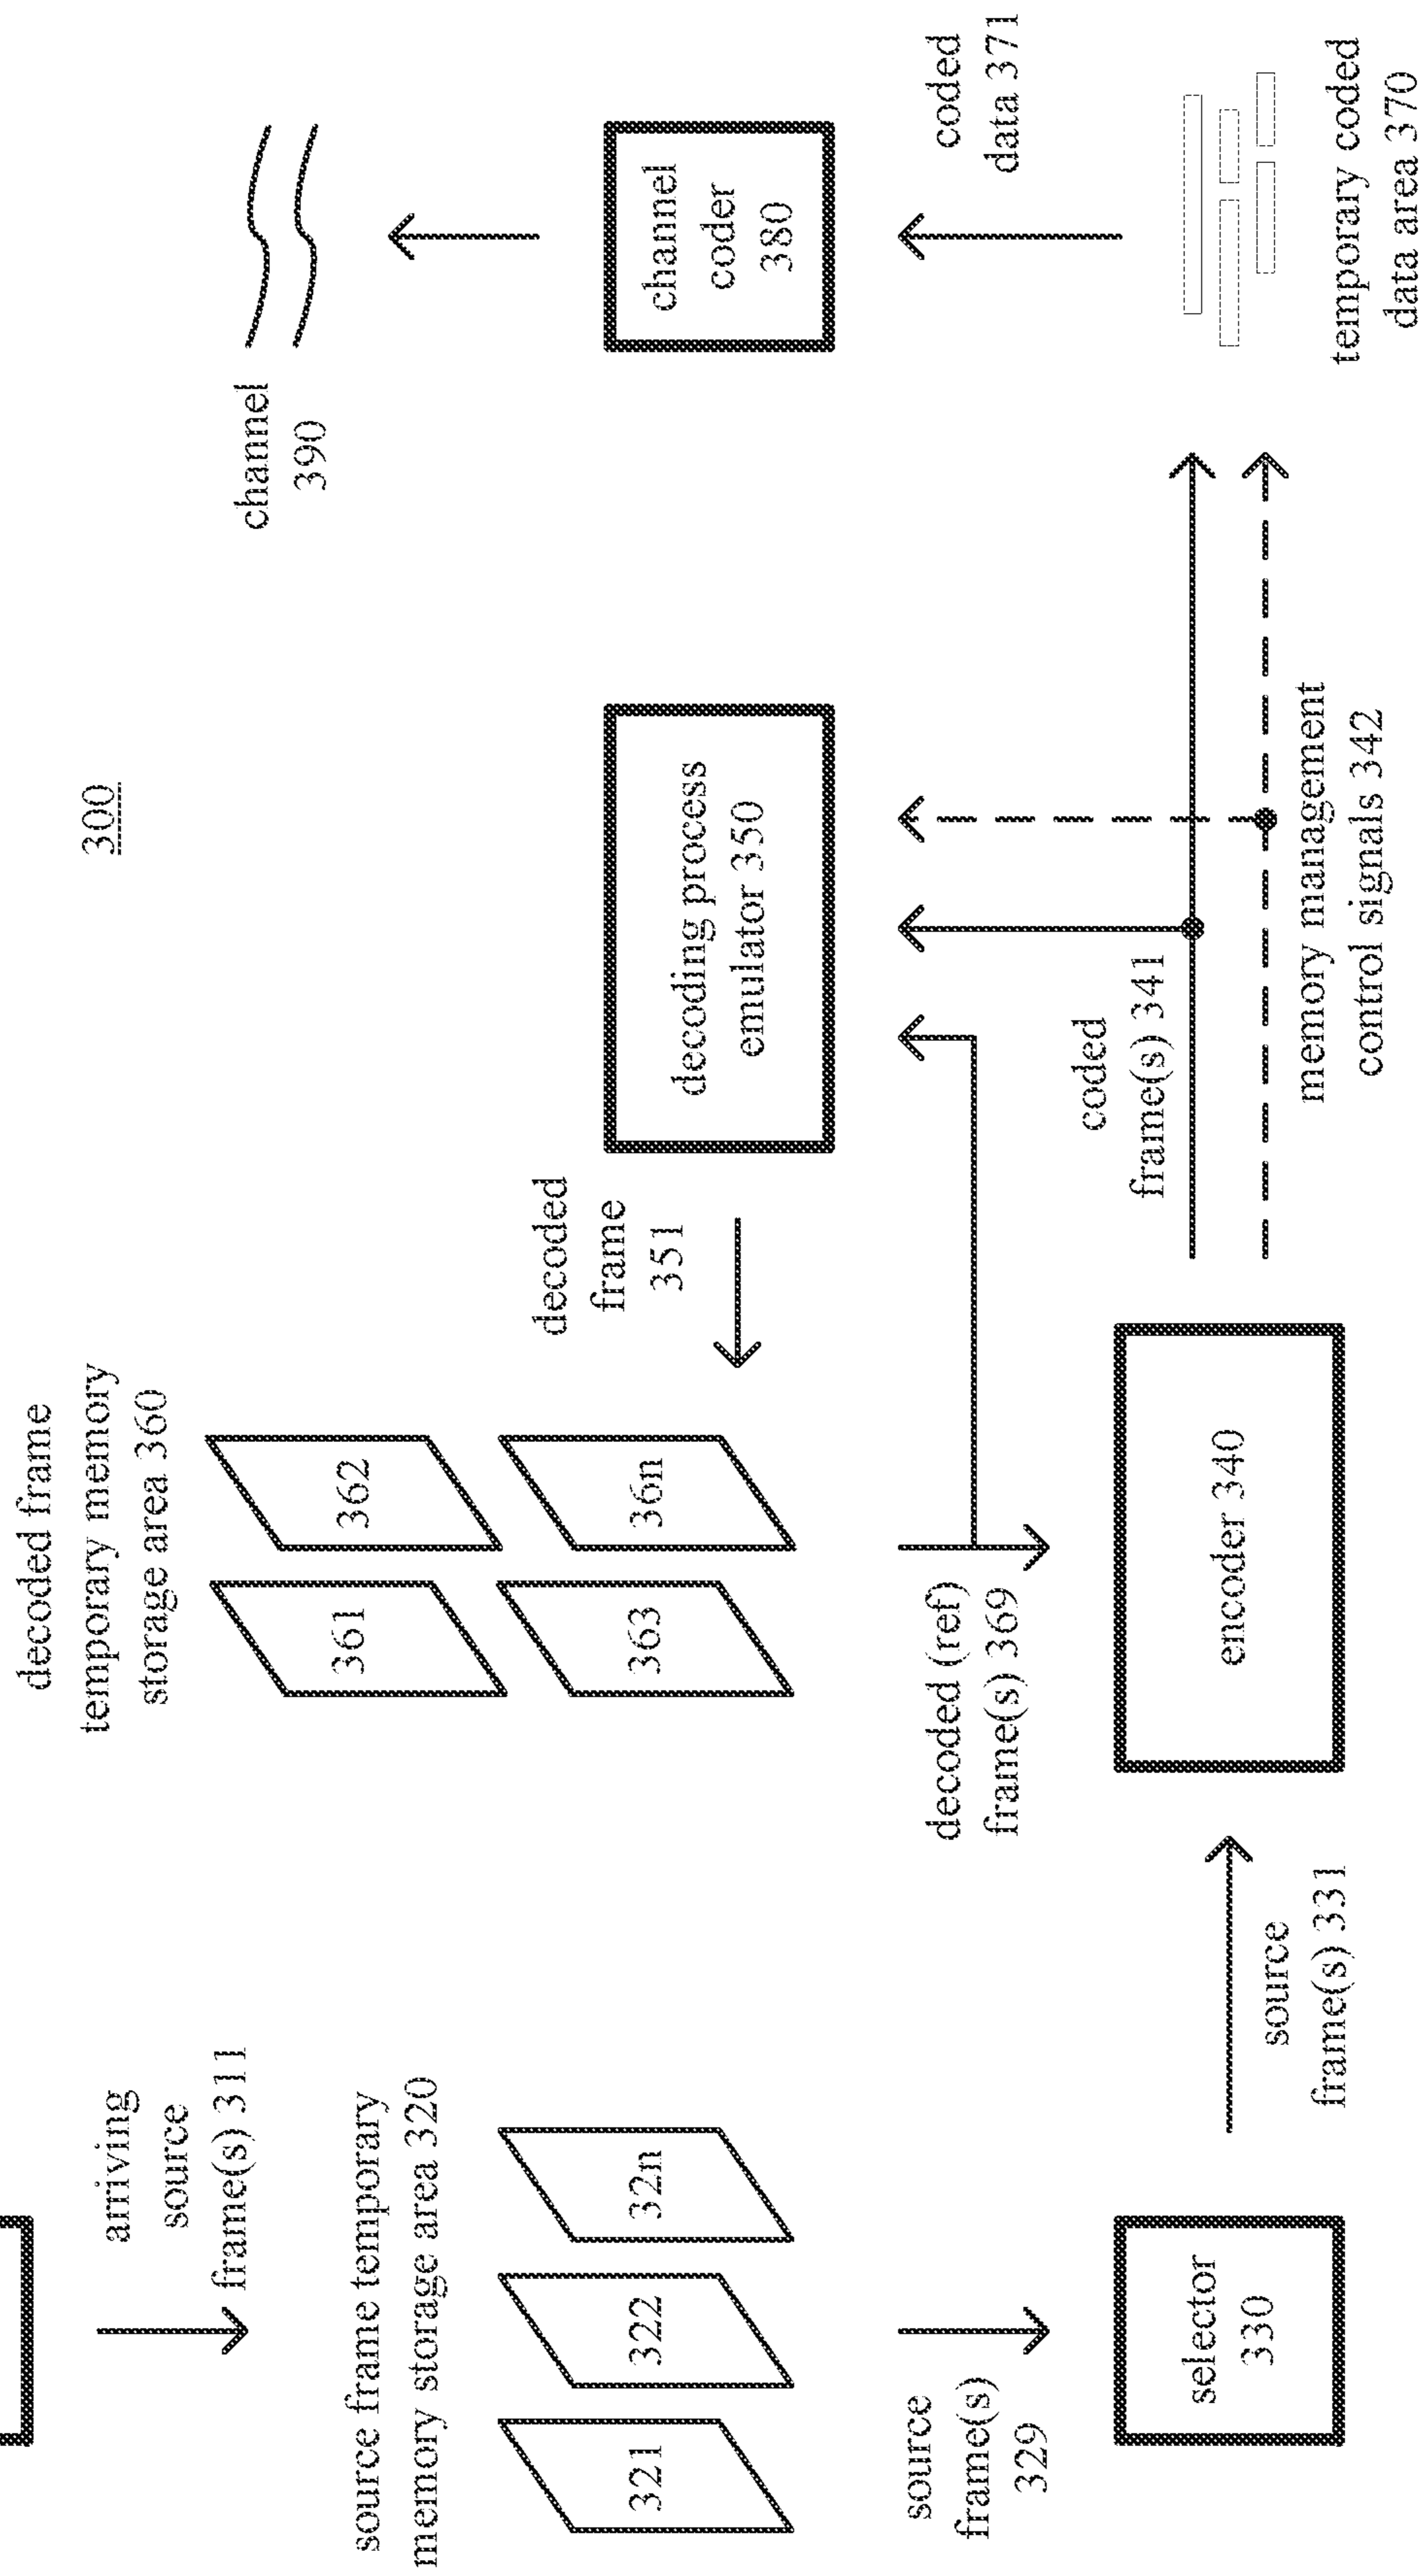 300
arriving
source
frame(s) 311
source frame temporary
memory storage area 320
321
322
32n
source
frame(s)
329
selector
330
source
frame(s) 331
decoded frame
temporary memory
storage area 360
361
362
363
36n
decoded
frame
351
decoded (ref)
frame(s) 369
encoder 340
decoding process
emulator 350
coded
frame(s) 341
memory management
control signals 342
channel
390
channel
coder
380
coded
data 371
temporary coded
data area 370